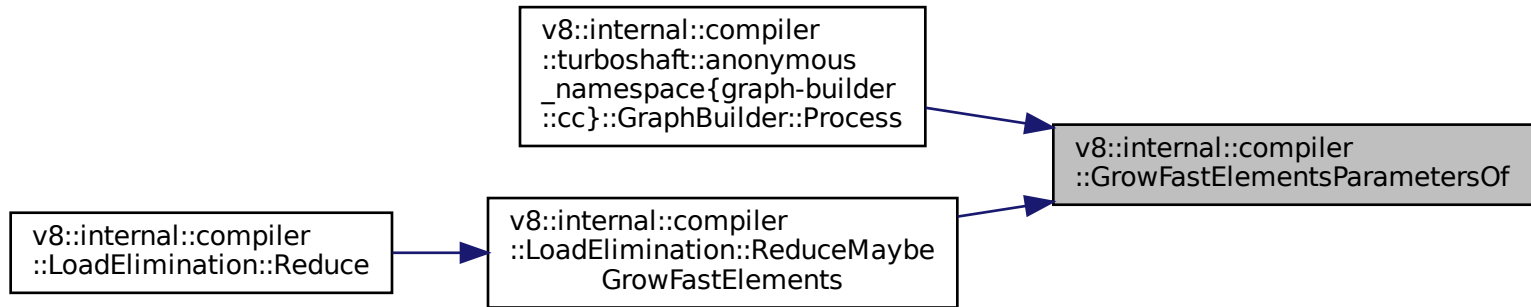 v8::internal::compiler
::turboshaft::anonymous
_namespace{graph-builder
::cc}::GraphBuilder::Process
v8::internal::compiler
::GrowFastElementsParametersOf
v8::internal::compiler
::LoadElimination::ReduceMaybe
GrowFastElements
v8::internal::compiler
::LoadElimination::Reduce